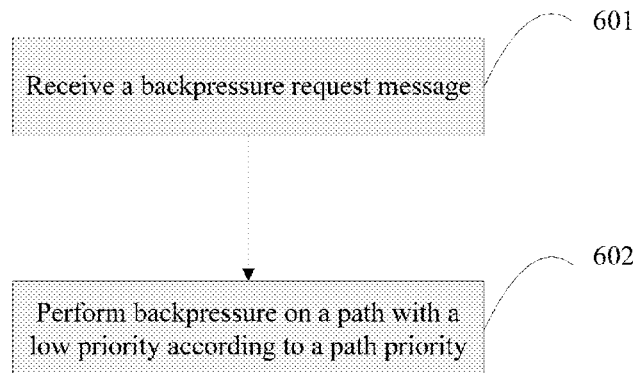 601
Receive a backpressure request message
602
Perform backpressure on a path with a
low priority according to a path priority